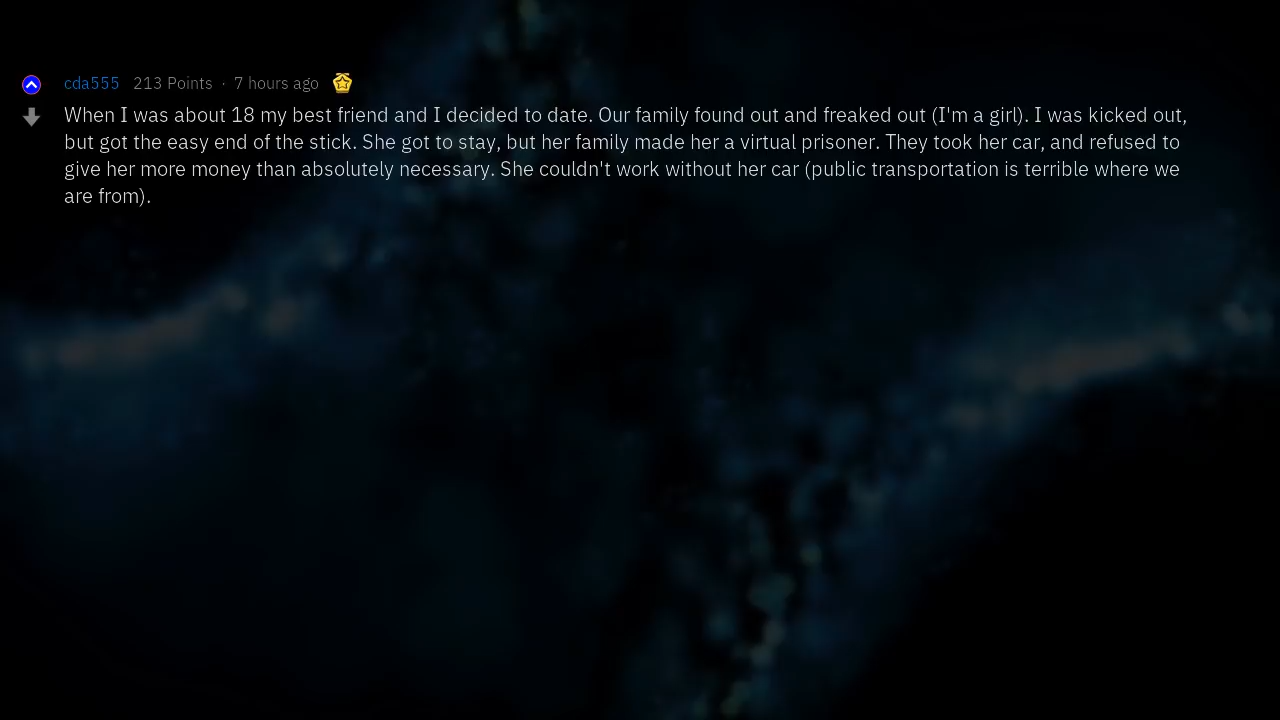 cda555 213 Points · 7 hours ago
When I was about 18 my best friend and I decided to date. Our family found out and freaked out (I'm a girl). I was kicked out,
but got the easy end of the stick. She got to stay, but her family made her a virtual prisoner. They took her car, and refused to
give her more money than absolutely necessary. She couldn't work without her car (public transportation is terrible where we
are from).